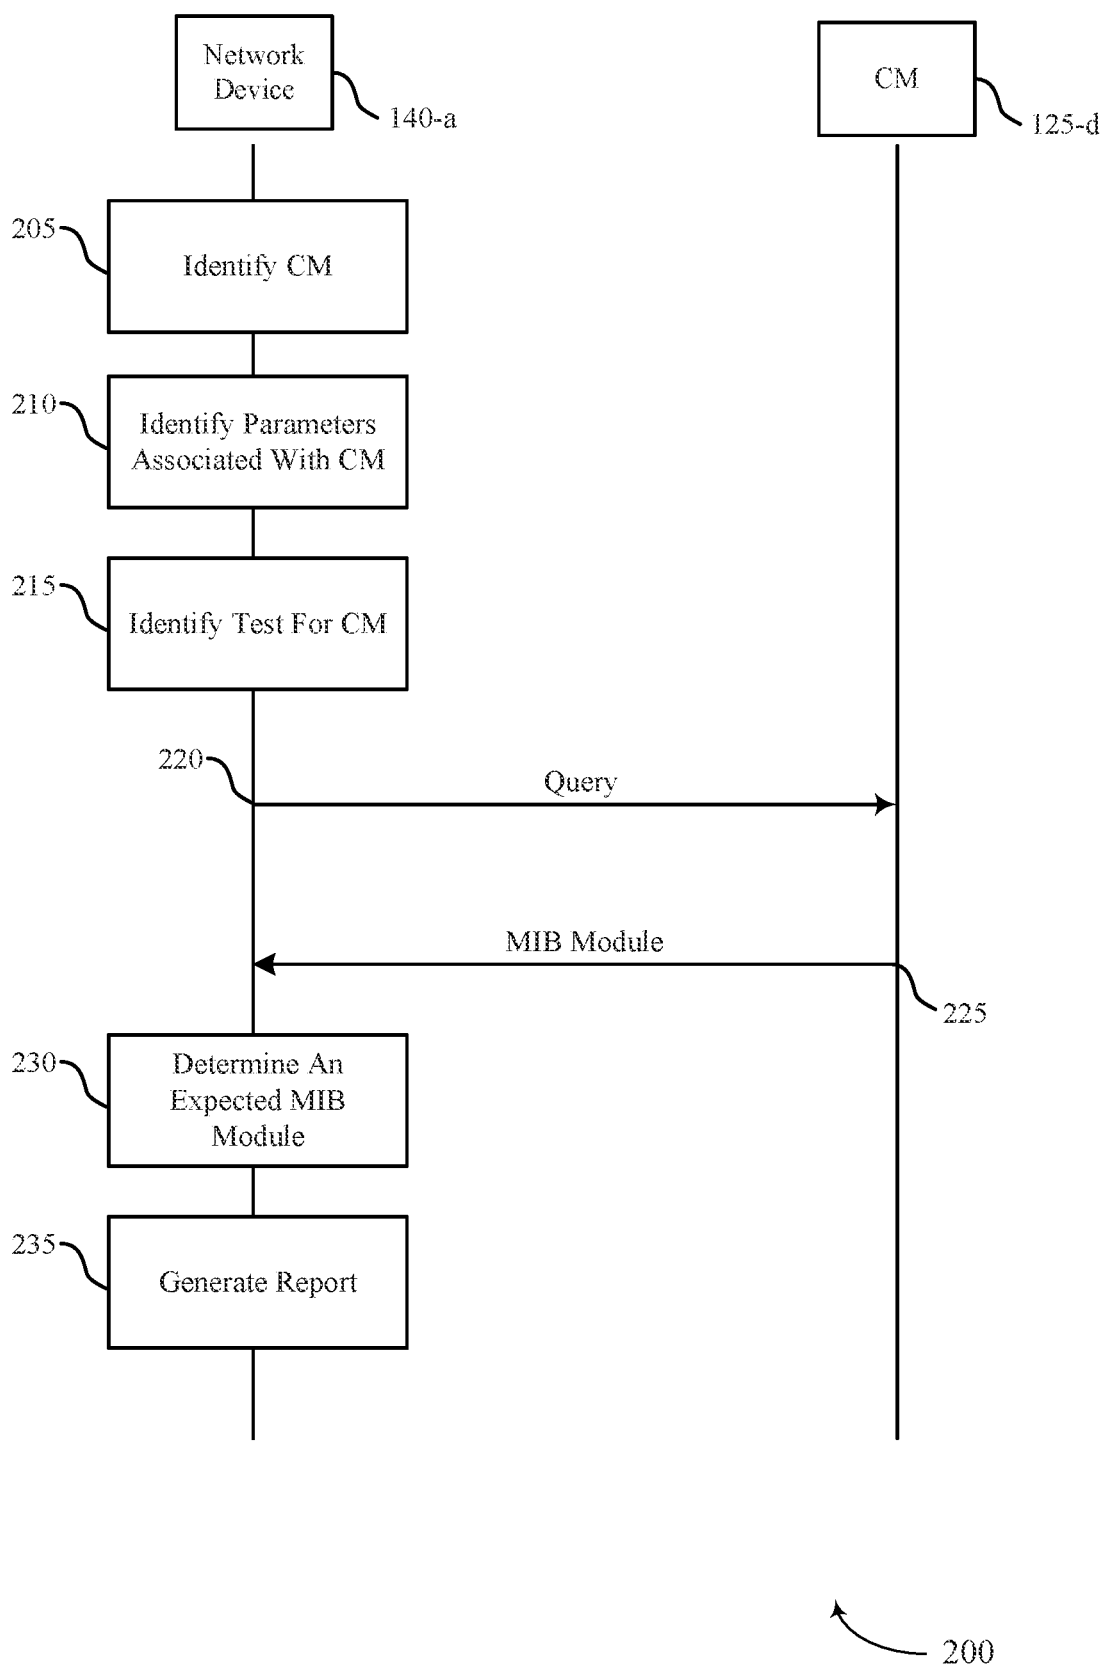 Network
Device
140-a
CM
125-d
205
Identify CM
210
Identify Parameters
Associated With CM
215
Identify Test For CM
220
Query
MIB Module
225
230
Determine An
Expected MIB
Module
235
Generate Report
200